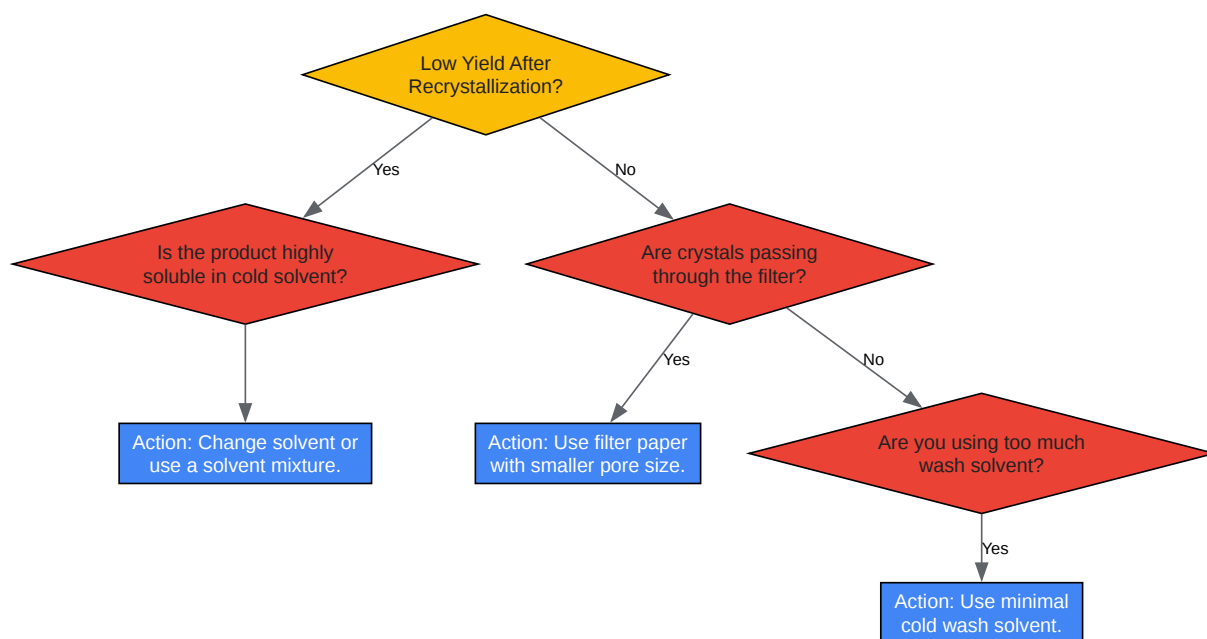 Low Yield After
Recrystallization?
Yes
No
Is the product highly
soluble in cold solvent?
Are crystals passing
through the filter?
Yes
No
Action: Change solvent or
use a solvent mixture.
Action: Use filter paper
with smaller pore size.
Are you using too much
wash solvent?
Yes
Action: Use minimal
cold wash solvent.